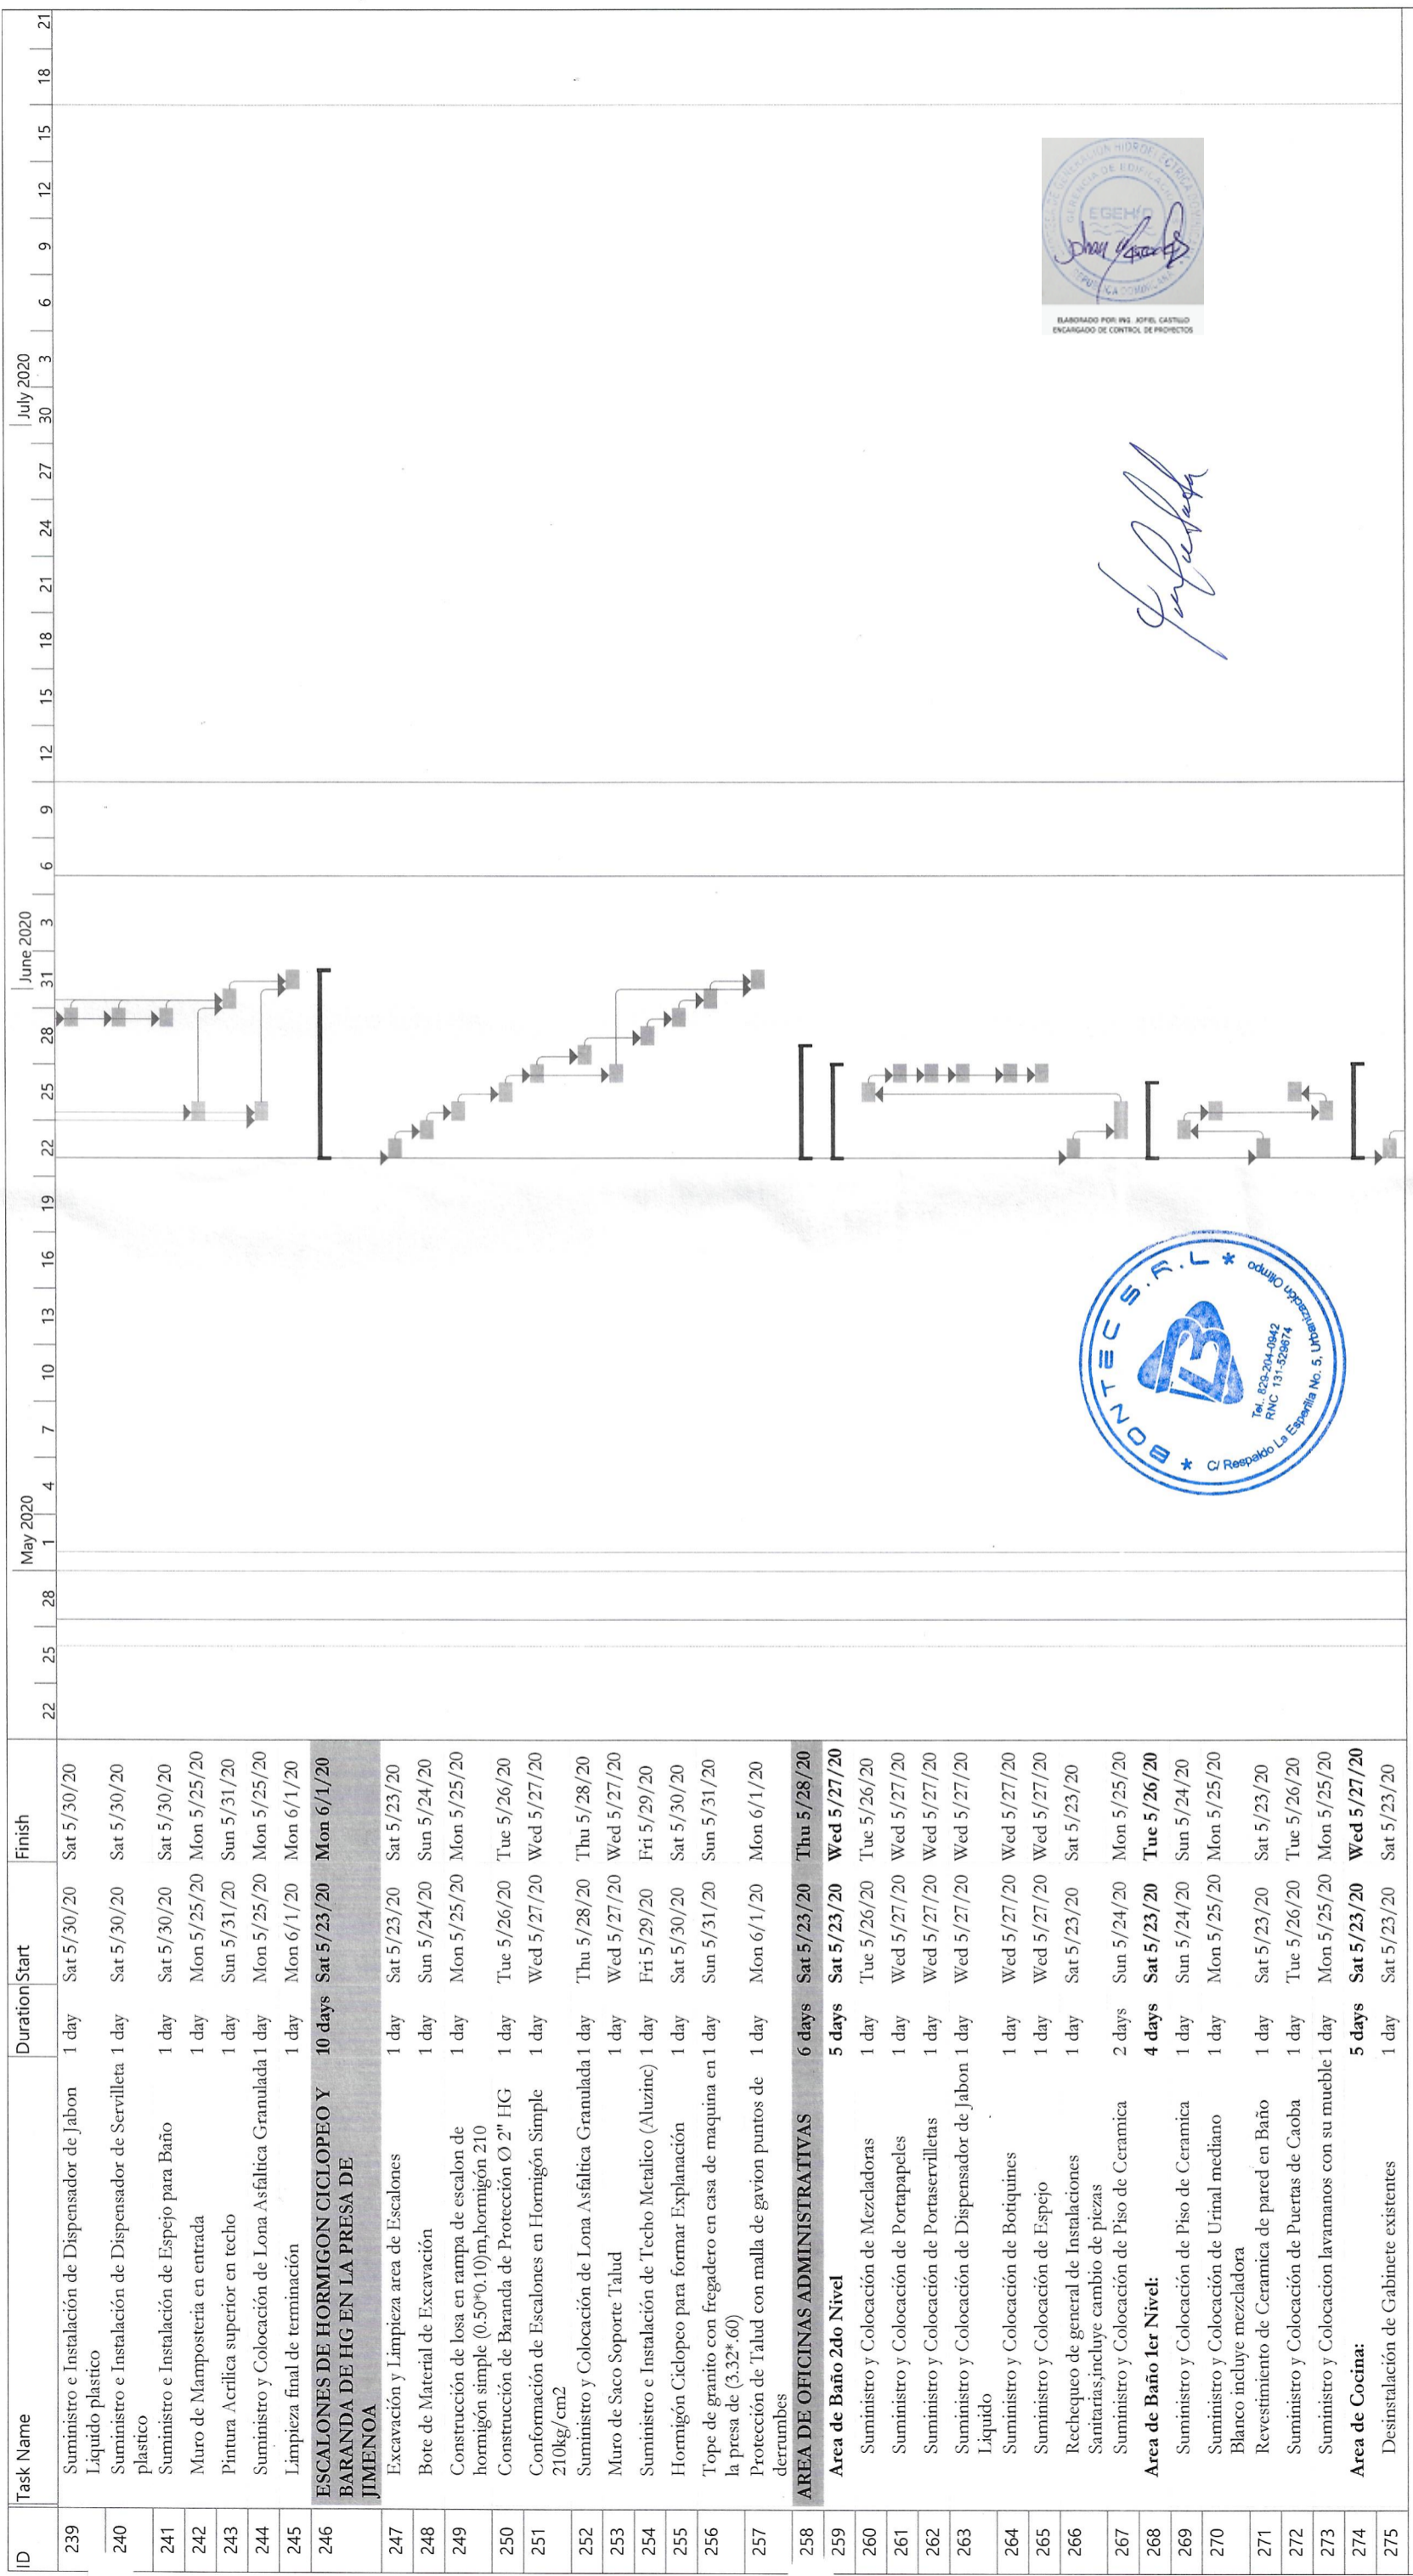 ID Task Name Duration Start Finish
May 2020 June 2020 July 2020
22 25 28 1 4 7 10 13 16 19 22 25 28 31 3 6 9 12 15 18 21 24 27 30 3 6 9 12 15 18 21
239 Suministro e Instalación de Dispensador de Jabon 1 day Sat 5/30/20 Sat 5/30/20
Liquido plastico
240 Suministro e Instalación de Dispensador de Servilleta 1 day Sat 5/30/20 Sat 5/30/20
plastico
241 Suministro e Instalación de Espejo para Baño 1 day Sat 5/30/20 Sat 5/30/20
242 Muro de Mamposteria en entrada 1 day Mon 5/25/20 Mon 5/25/20
243 Pintura Acrilica superior en techo 1 day Sun 5/31/20 Sun 5/31/20
244 Suministro y Colocación de Lona Asfaltica Granulada 1 day Mon 5/25/20 Mon 5/25/20
245 Limpieza final de terminación 1 day Mon 6/1/20 Mon 6/1/20
246 ESCALONES DE HORMIGON CICLOPEO Y 10 days Sat 5/23/20 Mon 6/1/20
BARANDA DE HG EN LA PRESA DE
JIMENOA
247 Excavación y Limpieza area de Escalones 1 day Sat 5/23/20 Sat 5/23/20
248 Bote de Material de Excavación 1 day Sun 5/24/20 Sun 5/24/20
249 Construcción de losa en rampa de escalon de 1 day Mon 5/25/20 Mon 5/25/20
hormigón simple (0.50*0.10)m,hormigón 210
250 Construcción de Baranda de Protección Ø 2" HG 1 day Tue 5/26/20 Tue 5/26/20
251 Conformación de Escalones en Hormigón Simple 1 day Wed 5/27/20 Wed 5/27/20
210kg/cm2
252 Suministro y Colocación de Lona Asfaltica Granulada 1 day Thu 5/28/20 Thu 5/28/20
253 Muro de Saco Soporte Talud 1 day Wed 5/27/20 Wed 5/27/20
254 Suministro e Instalación de Techo Metalico (Aluzinc) 1 day Fri 5/29/20 Fri 5/29/20
255 Hormigón Ciclopeo para formar Explanación 1 day Sat 5/30/20 Sat 5/30/20
256 Tope de granito con fregadero en casa de maquina en 1 day Sun 5/31/20 Sun 5/31/20
la presa de (3.32*.60)
257 Protección de Talud con malla de gavion puntos de 1 day Mon 6/1/20 Mon 6/1/20
derrumbes
258 AREA DE OFICINAS ADMINISTRATIVAS 6 days Sat 5/23/20 Thu 5/28/20
259 Area de Baño 2do Nivel 5 days Sat 5/23/20 Wed 5/27/20
260 Suministro y Colocación de Mezcladoras 1 day Tue 5/26/20 Tue 5/26/20
261 Suministro y Colocación de Portapapeles 1 day Wed 5/27/20 Wed 5/27/20
262 Suministro y Colocación de Portaservilletas 1 day Wed 5/27/20 Wed 5/27/20
263 Suministro y Colocación de Dispensador de Jabon 1 day Wed 5/27/20 Wed 5/27/20
Liquido
264 Suministro y Colocación de Botiquines 1 day Wed 5/27/20 Wed 5/27/20
265 Suministro y Colocación de Espejo 1 day Wed 5/27/20 Wed 5/27/20
266 Rechequeo de general de Instalaciones 1 day Sat 5/23/20 Sat 5/23/20
Sanitarias,incluye cambio de piezas
267 Suministro y Colocación de Piso de Ceramica 2 days Sun 5/24/20 Mon 5/25/20
268 Area de Baño 1er Nivel: 4 days Sat 5/23/20 Tue 5/26/20
269 Suministro y Colocación de Piso de Ceramica 1 day Sun 5/24/20 Sun 5/24/20
270 Suministro y Colocación de Urinal mediano 1 day Mon 5/25/20 Mon 5/25/20
Blanco incluye mezcladora
271 Revestimiento de Ceramica de pared en Baño 1 day Sat 5/23/20 Sat 5/23/20
272 Suministro y Colocación de Puertas de Caoba 1 day Tue 5/26/20 Tue 5/26/20
273 Suministro y Colocacion lavamanos con su mueble 1 day Mon 5/25/20 Mon 5/25/20
274 Area de Cocina: 5 days Sat 5/23/20 Wed 5/27/20
275 Desinstalación de Gabinete existentes 1 day Sat 5/23/20 Sat 5/23/20
* BONTEC S.R.L *
Tel.. 829-204-0942
RNC 131-529674
C/ Respaldo La Española No. 5, Urbanización Olimpo
GENERACIÓN HIDROELÉCTRICA
GERENCIA DE EDIFICACIONES
EGEHID
REPUBLICA DOMINICANA
ELABORADO POR: ING. JOFIEL CASTILLO
ENCARGADO DE CONTROL DE PROYECTOS